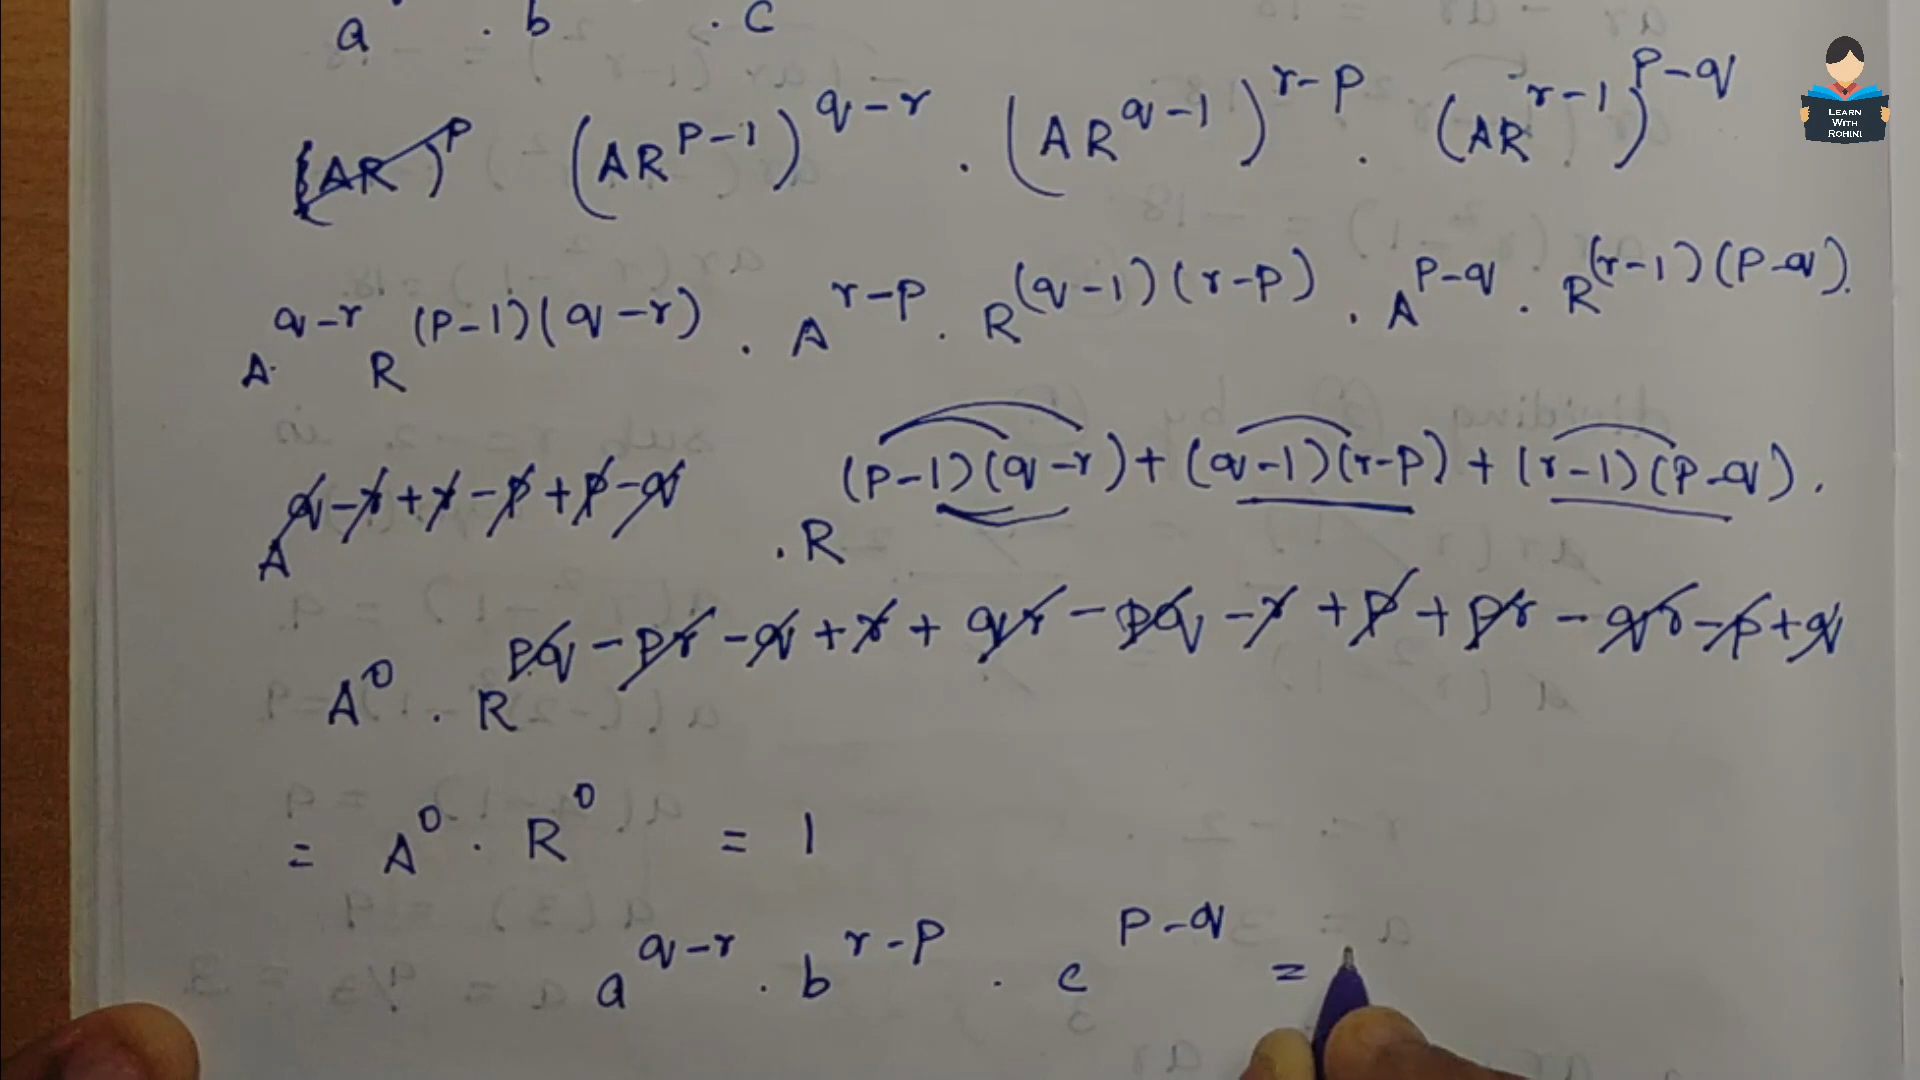 a . b . c
(AR)^p (AR^{p-1})^{q-r} . (AR^{q-1})^{r-p} . (AR^{r-1})^{p-q}
A^{q-r} R^{(p-1)(q-r)} . A^{r-p} . R^{(q-1)(r-p)} . A^{p-q} . R^{(r-1)(p-q)}.
A^{q-r+r-p+p-q} . R^{(p-1)(q-r)+(q-1)(r-p)+(r-1)(p-q)}.
A^0 . R^{pq-pr-q+r+qr-pq-r+p+pr-qr-p+q}
= A^0 . R^0 = 1
a^{q-r} . b^{r-p} . c^{p-q} =
LEARN
WITH
ROHINI